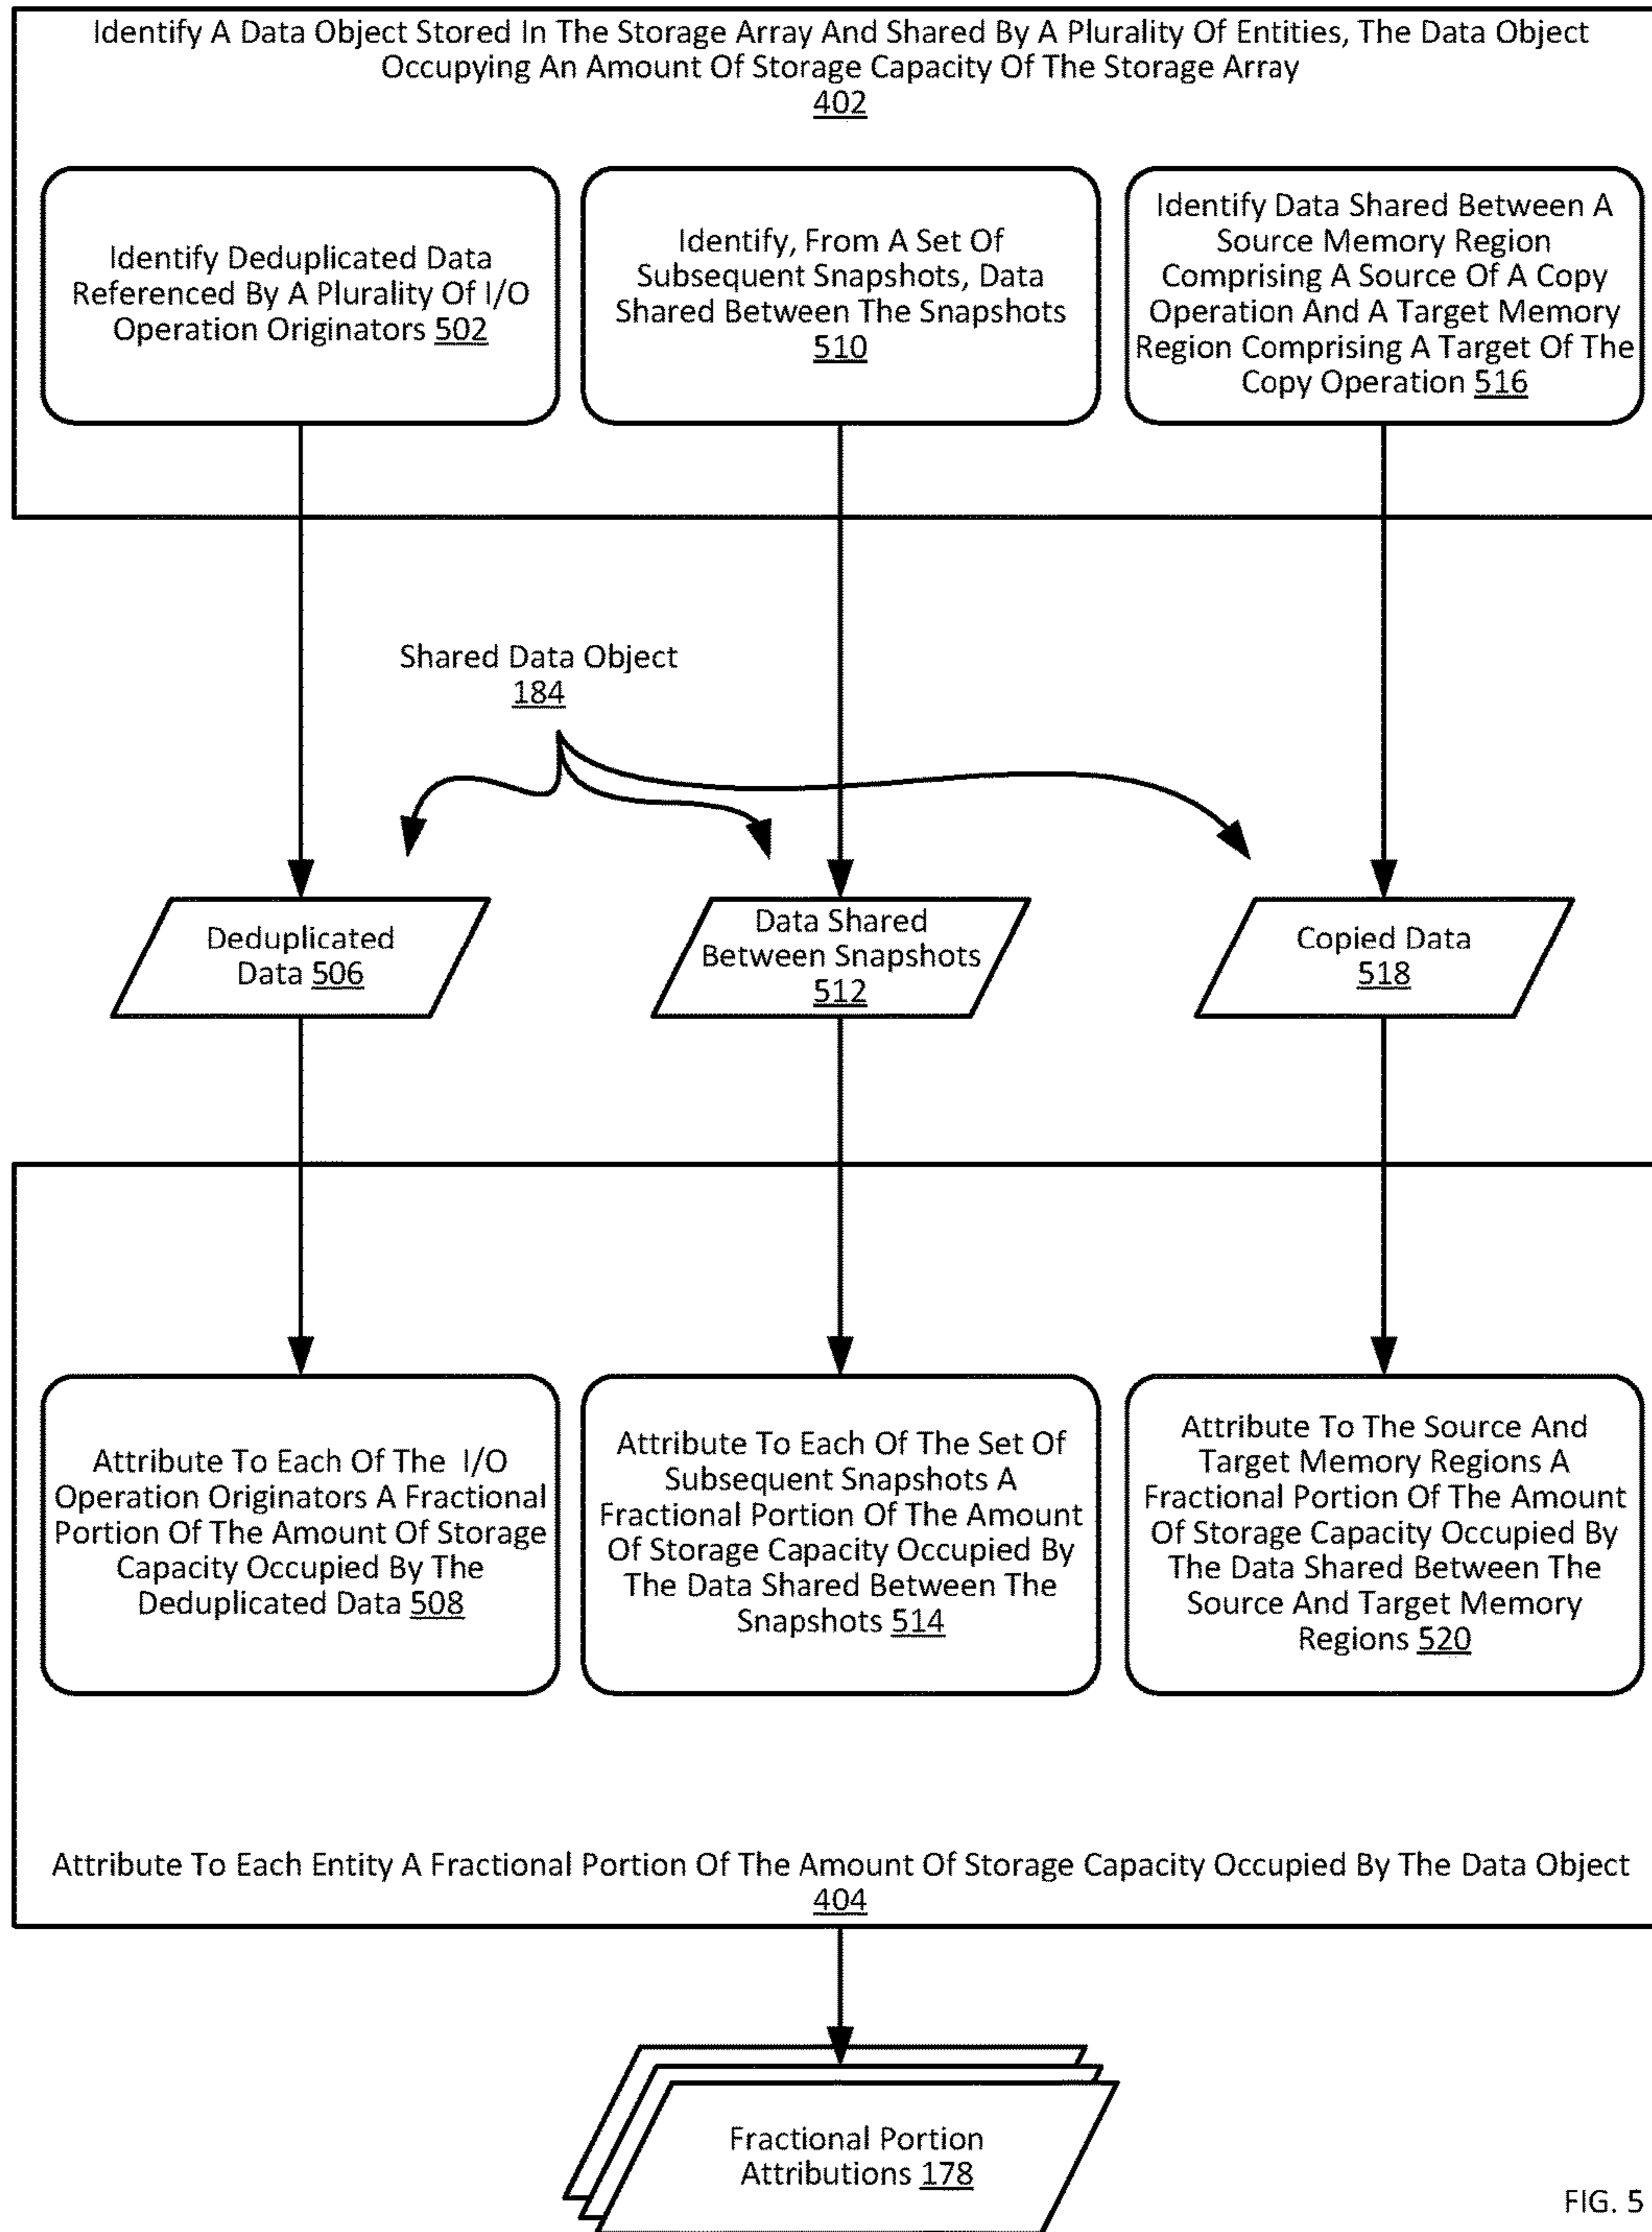 Identify A Data Object Stored In The Storage Array And Shared By A Plurality Of Entities, The Data Object
Occupying An Amount Of Storage Capacity Of The Storage Array
402
Identify Deduplicated Data
Referenced By A Plurality Of I/O
Operation Originators 502
Identify, From A Set Of
Subsequent Snapshots, Data
Shared Between The Snapshots
510
Identify Data Shared Between A
Source Memory Region
Comprising A Source Of A Copy
Operation And A Target Memory
Region Comprising A Target Of The
Copy Operation 516
Shared Data Object
184
Deduplicated
Data 506
Data Shared
Between Snapshots
512
Copied Data
518
Attribute To Each Of The I/O
Operation Originators A Fractional
Portion Of The Amount Of Storage
Capacity Occupied By The
Deduplicated Data 508
Attribute To Each Of The Set Of
Subsequent Snapshots A
Fractional Portion Of The Amount
Of Storage Capacity Occupied By
The Data Shared Between The
Snapshots 514
Attribute To The Source And
Target Memory Regions A
Fractional Portion Of The Amount
Of Storage Capacity Occupied By
The Data Shared Between The
Source And Target Memory
Regions 520
Attribute To Each Entity A Fractional Portion Of The Amount Of Storage Capacity Occupied By The Data Object
404
Fractional Portion
Attributions 178
FIG. 5